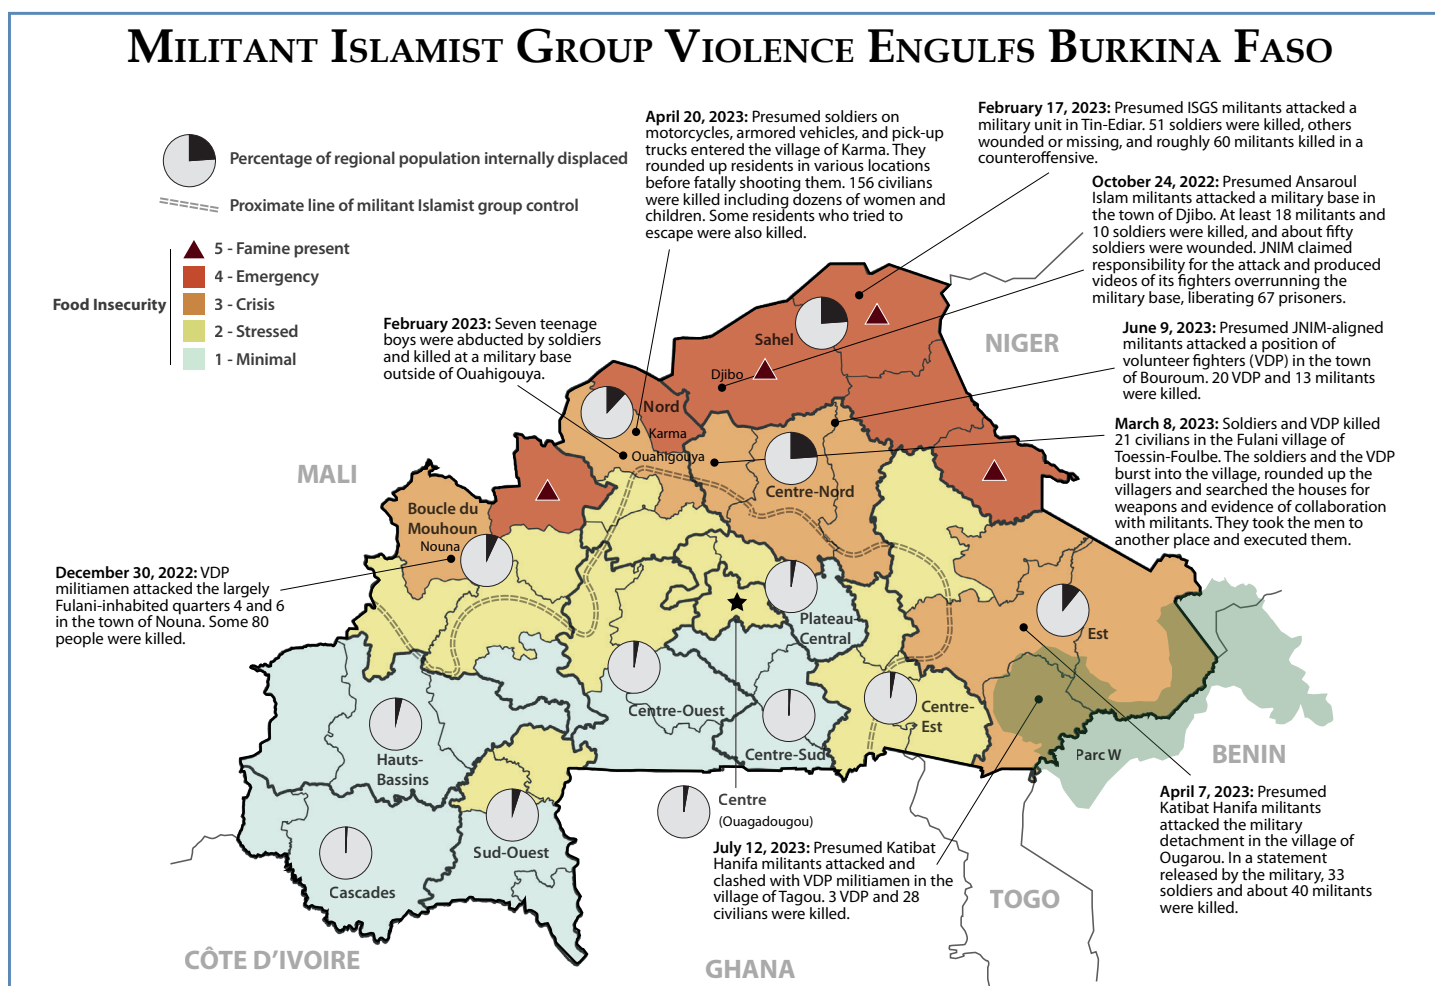 MILITANT ISLAMIST GROUP VIOLENCE ENGULFS BURKINA FASO
Percentage of regional population internally displaced
Proximate line of militant Islamist group control
Food Insecurity
5 - Famine present
4 - Emergency
3 - Crisis
2 - Stressed
1 - Minimal
April 20, 2023: Presumed soldiers on
motorcycles, armored vehicles, and pick-up
trucks entered the village of Karma. They
rounded up residents in various locations
before fatally shooting them. 156 civilians
were killed including dozens of women and
children. Some residents who tried to
escape were also killed.
February 17, 2023: Presumed ISGS militants attacked a
military unit in Tin-Ediar. 51 soldiers were killed, others
wounded or missing, and roughly 60 militants killed in a
counteroffensive.
October 24, 2022: Presumed Ansaroul
Islam militants attacked a military base in
the town of Djibo. At least 18 militants and
10 soldiers were killed, and about fifty
soldiers were wounded. JNIM claimed
responsibility for the attack and produced
videos of its fighters overrunning the
military base, liberating 67 prisoners.
February 2023: Seven teenage
boys were abducted by soldiers
and killed at a military base
outside of Ouahigouya.
June 9, 2023: Presumed JNIM-aligned
militants attacked a position of
volunteer fighters (VDP) in the town
of Bouroum. 20 VDP and 13 militants
were killed.
March 8, 2023: Soldiers and VDP killed
21 civilians in the Fulani village of
Toessin-Foulbe. The soldiers and the VDP
burst into the village, rounded up the
villagers and searched the houses for
weapons and evidence of collaboration
with militants. They took the men to
another place and executed them.
December 30, 2022: VDP
militiamen attacked the largely
Fulani-inhabited quarters 4 and 6
in the town of Nouna. Some 80
people were killed.
NIGER
MALI
Sahel
Djibo
Nord
Karma
Ouahigouya
Centre-Nord
Boucle du
Mouhoun
Nouna
Plateau-
Central
Est
Centre-Ouest
Centre-
Est
Centre-Sud
Hauts-
Bassins
Parc W
BENIN
Centre
(Ouagadougou)
Sud-Ouest
Cascades
July 12, 2023: Presumed Katibat
Hanifa militants attacked and
clashed with VDP militiamen in the
village of Tagou. 3 VDP and 28
civilians were killed.
April 7, 2023: Presumed
Katibat Hanifa militants
attacked the military
detachment in the village of
Ougarou. In a statement
released by the military, 33
soldiers and about 40 militants
were killed.
TOGO
CÔTE D'IVOIRE
GHANA